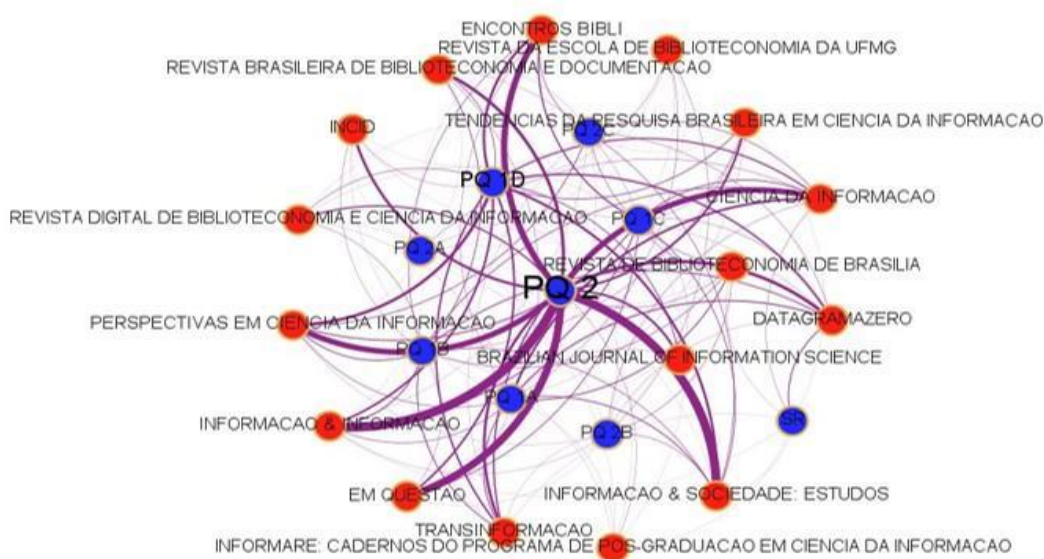 ENCONTROS BIBLI
REVISTA DA ESCOLA DE BIBLIOTECONOMIA DA UFMG
REVISTA BRASILEIRA DE BIBLIOTECONOMIA E DOCUMENTACAO
TENDENCIAS DA PESQUISA BRASILEIRA EM CIENCIA DA INFORMACAO
INCID
PQ 2C
PQ 1D
CIENCIA DA INFORMACAO
REVISTA DIGITAL DE BIBLIOTECONOMIA E CIENCIA DA INFORMACAO
PQ 1C
PQ 2A
REVISTA DE BIBLIOTECONOMIA DE BRASILIA
PQ 2
DATAGRAMAZERO
PERSPECTIVAS EM CIENCIA DA INFORMACAO
PQ
BRAZILIAN JOURNAL OF INFORMATION SCIENCE
PQ 1A
INFORMACAO & INFORMACAO
SR
PQ 2B
EM QUESTAO
INFORMACAO & SOCIEDADE: ESTUDOS
TRANSINFORMACAO
INFORMARE: CADERNOS DO PROGRAMA DE POS-GRADUACAO EM CIENCIA DA INFORMACAO